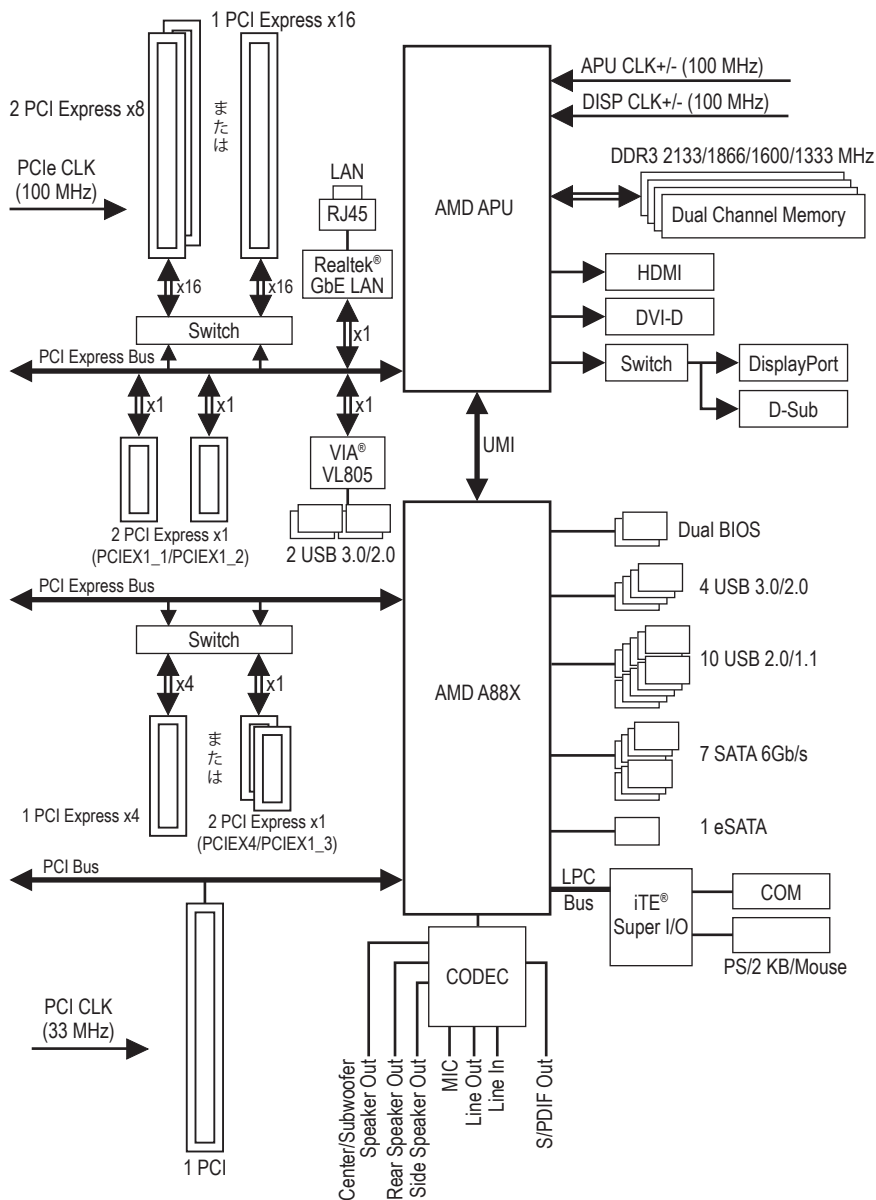 1 PCI Express x16
2 PCI Express x8
または
PCIe CLK
(100 MHz)
x16
x16
Switch
LAN
RJ45
Realtek®
GbE LAN
x1
PCI Express Bus
AMD APU
APU CLK+/- (100 MHz)
DISP CLK+/- (100 MHz)
DDR3 2133/1866/1600/1333 MHz
Dual Channel Memory
HDMI
DVI-D
Switch
DisplayPort
D-Sub
UMI
x1
x1
x1
VIA®
VL805
2 USB 3.0/2.0
2 PCI Express x1
(PCIEX1_1/PCIEX1_2)
PCI Express Bus
Switch
x4
x1
または
1 PCI Express x4
2 PCI Express x1
(PCIEX4/PCIEX1_3)
AMD A88X
Dual BIOS
4 USB 3.0/2.0
10 USB 2.0/1.1
7 SATA 6Gb/s
1 eSATA
LPC
Bus
iTE®
Super I/O
COM
PS/2 KB/Mouse
PCI Bus
PCI CLK
(33 MHz)
1 PCI
CODEC
Center/Subwoofer
Speaker Out
Rear Speaker Out
Side Speaker Out
MIC
Line Out
Line In
S/PDIF Out